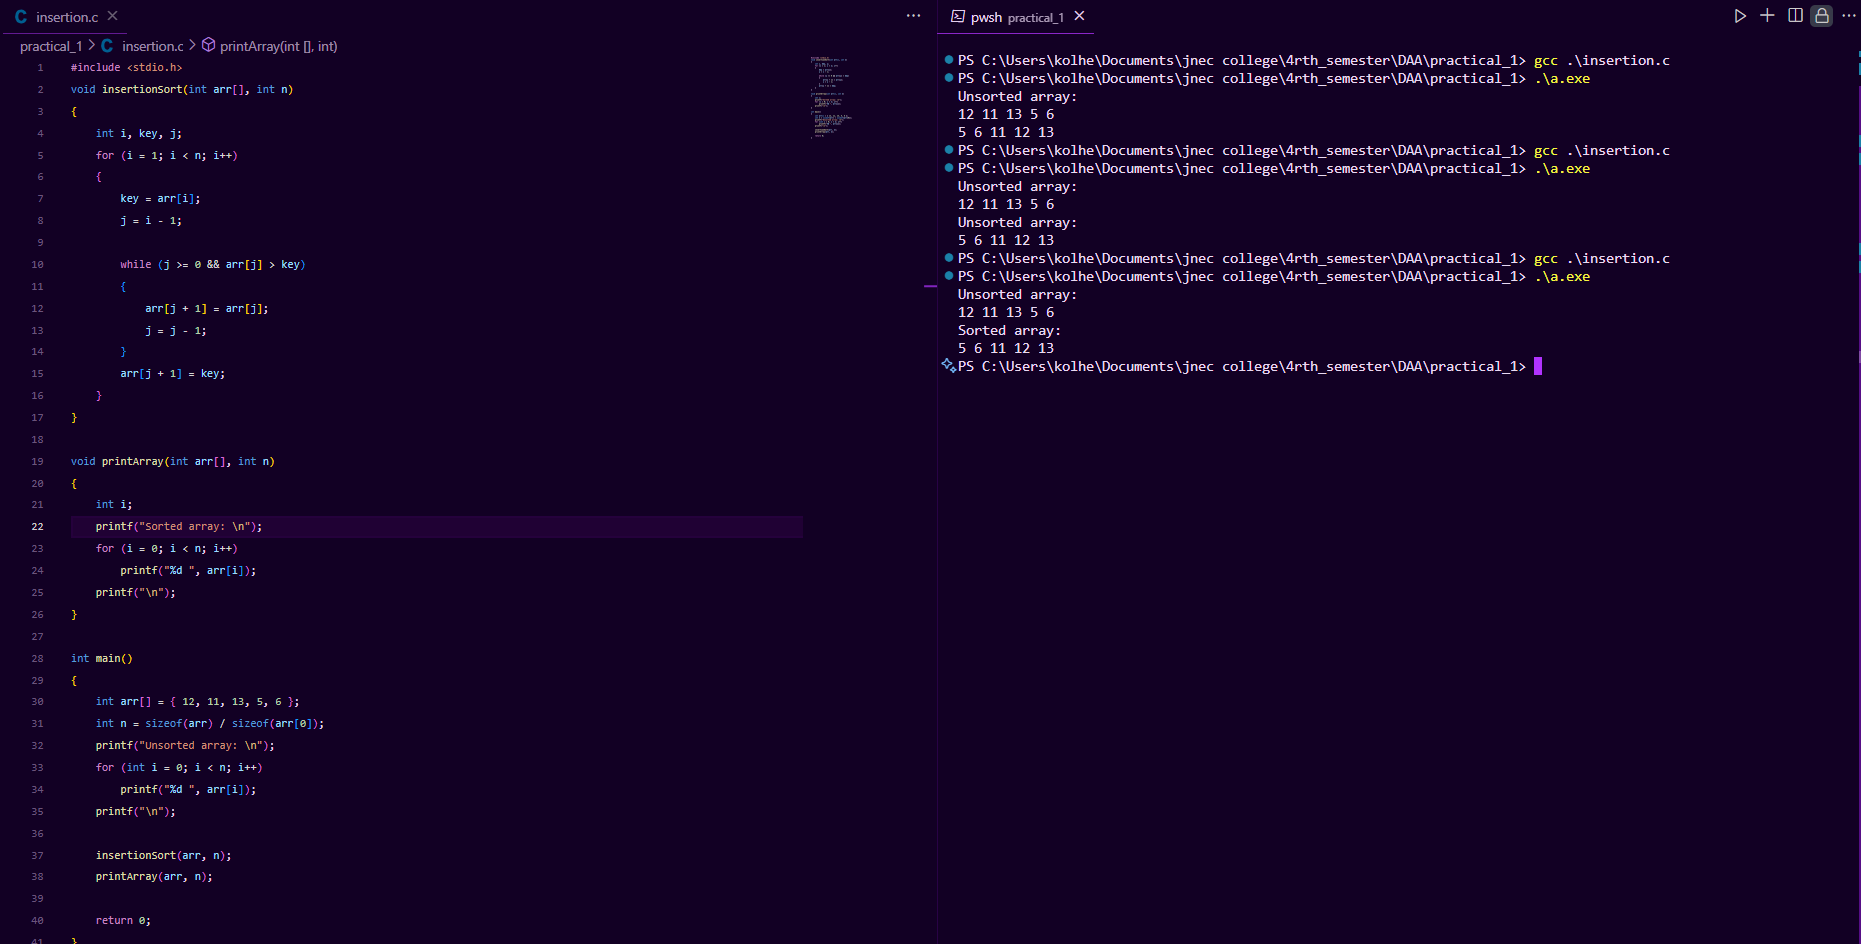 insertion.c
practical_1 > insertion.c > printArray(int [], int)
1 #include <stdio.h>
2 void insertionSort(int arr[], int n)
3 {
4     int i, key, j;
5     for (i = 1; i < n; i++)
6     {
7         key = arr[i];
8         j = i - 1;
9
10         while (j >= 0 && arr[j] > key)
11         {
12             arr[j + 1] = arr[j];
13             j = j - 1;
14         }
15         arr[j + 1] = key;
16     }
17 }
18
19 void printArray(int arr[], int n)
20 {
21     int i;
22     printf("Sorted array: \n");
23     for (i = 0; i < n; i++)
24         printf("%d ", arr[i]);
25     printf("\n");
26 }
27
28 int main()
29 {
30     int arr[] = { 12, 11, 13, 5, 6 };
31     int n = sizeof(arr) / sizeof(arr[0]);
32     printf("Unsorted array: \n");
33     for (int i = 0; i < n; i++)
34         printf("%d ", arr[i]);
35     printf("\n");
36
37     insertionSort(arr, n);
38     printArray(arr, n);
39
40     return 0;
41 }
pwsh practical_1
PS C:\Users\kolhe\Documents\jnec college\4rth_semester\DAA\practical_1> gcc .\insertion.c
PS C:\Users\kolhe\Documents\jnec college\4rth_semester\DAA\practical_1> .\a.exe
Unsorted array:
12 11 13 5 6
5 6 11 12 13
PS C:\Users\kolhe\Documents\jnec college\4rth_semester\DAA\practical_1> gcc .\insertion.c
PS C:\Users\kolhe\Documents\jnec college\4rth_semester\DAA\practical_1> .\a.exe
Unsorted array:
12 11 13 5 6
Unsorted array:
5 6 11 12 13
PS C:\Users\kolhe\Documents\jnec college\4rth_semester\DAA\practical_1> gcc .\insertion.c
PS C:\Users\kolhe\Documents\jnec college\4rth_semester\DAA\practical_1> .\a.exe
Unsorted array:
12 11 13 5 6
Sorted array:
5 6 11 12 13
PS C:\Users\kolhe\Documents\jnec college\4rth_semester\DAA\practical_1>